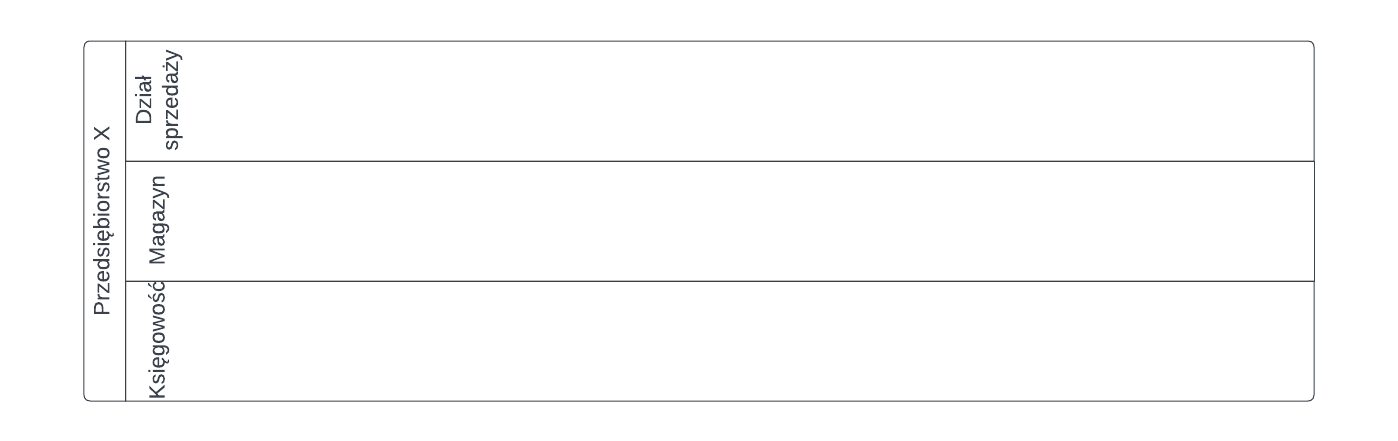 Przedsiębiorstwo X
Dział
sprzedaży
Magazyn
Księgowość